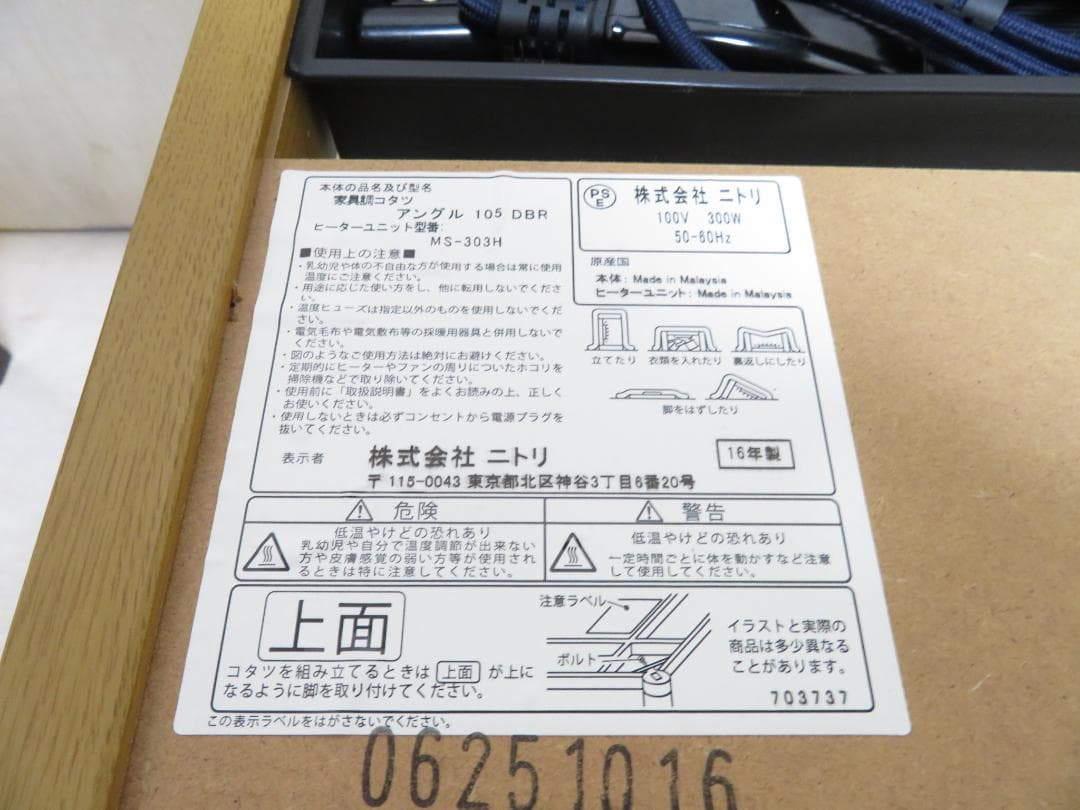 本体の品名及び型名
家具調コタツ
アングル 105 DBR
ヒーターユニット型番:
MS-303H
■使用上の注意■
・乳幼児や体の不自由な方が使用する場合は常に使用
温度にご注意ください。
・用途に応じた使い方をし、他に転用しないでくださ
い。
・温度ヒューズは指定以外のものを使用しないでくだ
さい。
・電気毛布や電気敷布等の採暖用器具と併用しないで
ください。
・図のようなご使用方法は絶対にお避けください。
・定期的にヒーターやファンの周りについたホコリを
掃除機などで取り除いてください。
・使用前に「取扱説明書」をよくお読みの上、正しく
お使いください。
・使用しないときは必ずコンセントから電源プラグを
抜いてください。
PS
E
株式会社 ニトリ
100V 300W
50-60Hz
原産国
本体: Made in Malaysia
ヒーターユニット: Made in Malaysia
立てたり 衣類を入れたり 裏返しにしたり
脚をはずしたり
16年製
表示者 株式会社 ニトリ
〒115-0043 東京都北区神谷3丁目6番20号
危険
低温やけどの恐れあり
乳幼児や自分で温度調節が出来ない
方や皮膚感覚の弱い方等が使用され
るときは特に注意してください。
警告
低温やけどの恐れあり
一定時間ごとに体を動かすなど注意
して使用してください。
上面
コタツを組み立てるときは 上面 が上に
なるように脚を取り付けてください。
注意ラベル
ボルト
イラストと実際の
商品は多少異なる
ことがあります。
703737
この表示ラベルをはがさないでください。
06251016